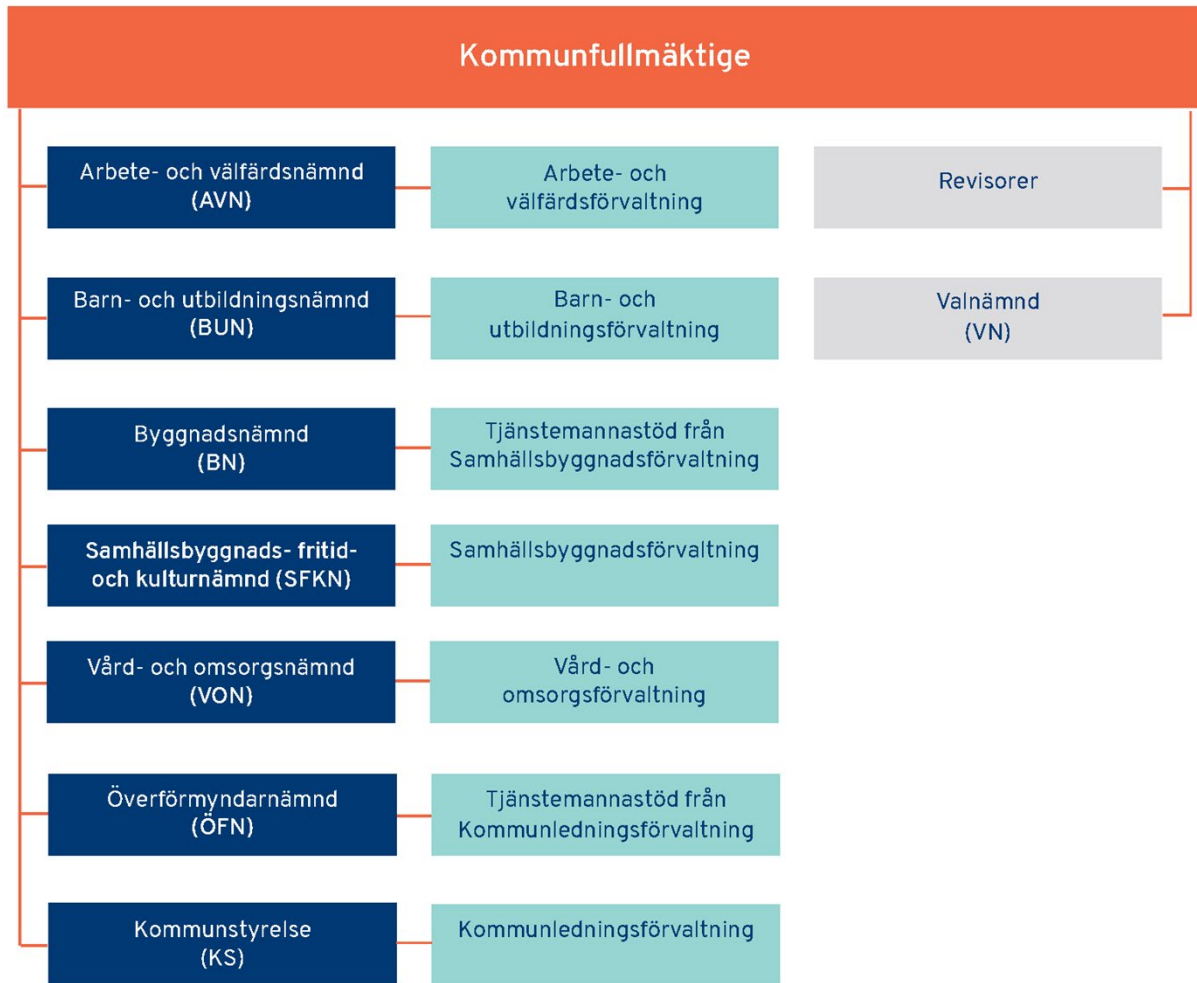 Kommunfullmäktige
Arbete- och välfärdsnämnd
(AVN)
Arbete- och
välfärdsförvaltning
Revisorer
Barn- och utbildningsnämnd
(BUN)
Barn- och
utbildningsförvaltning
Valnämnd
(VN)
Byggnadsnämnd
(BN)
Tjänstemannastöd från
Samhällsbyggnadsförvaltning
Samhällsbyggnads- fritid-
och kulturnämnd (SFKN)
Samhällsbyggnadsförvaltning
Vård- och omsorgsnämnd
(VON)
Vård- och
omsorgsförvaltning
Överförmyndarnämnd
(ÖFN)
Tjänstemannastöd från
Kommunledningsförvaltning
Kommunstyrelse
(KS)
Kommunledningsförvaltning